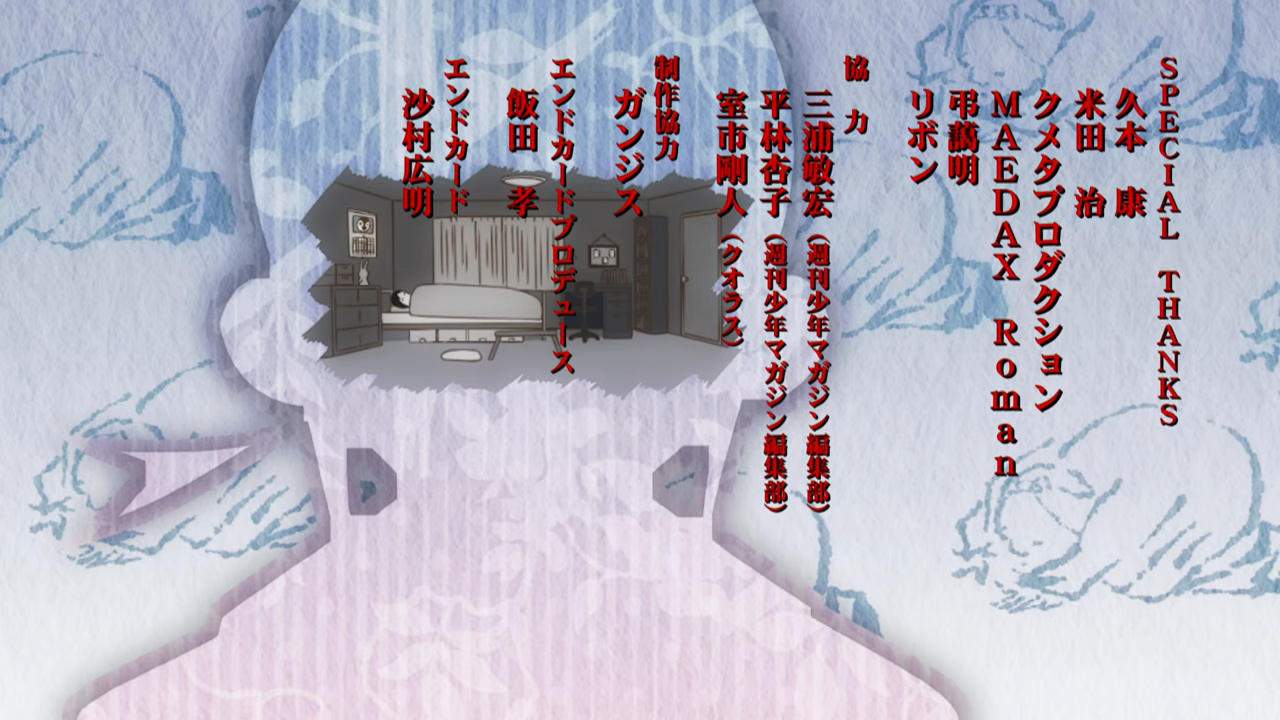 SPECIAL THANKS
久本 康
米田 治
クメタプロダクション
MAEDAX Roman
弔藹明
リボン
協 力
三浦敏宏(週刊少年マガジン編集部)
平林杏子(週刊少年マガジン編集部)
室市剛人(クオラス)
制作協力
ガンジス
エンドカードプロデュース
飯田 孝
エンドカード
沙村広明